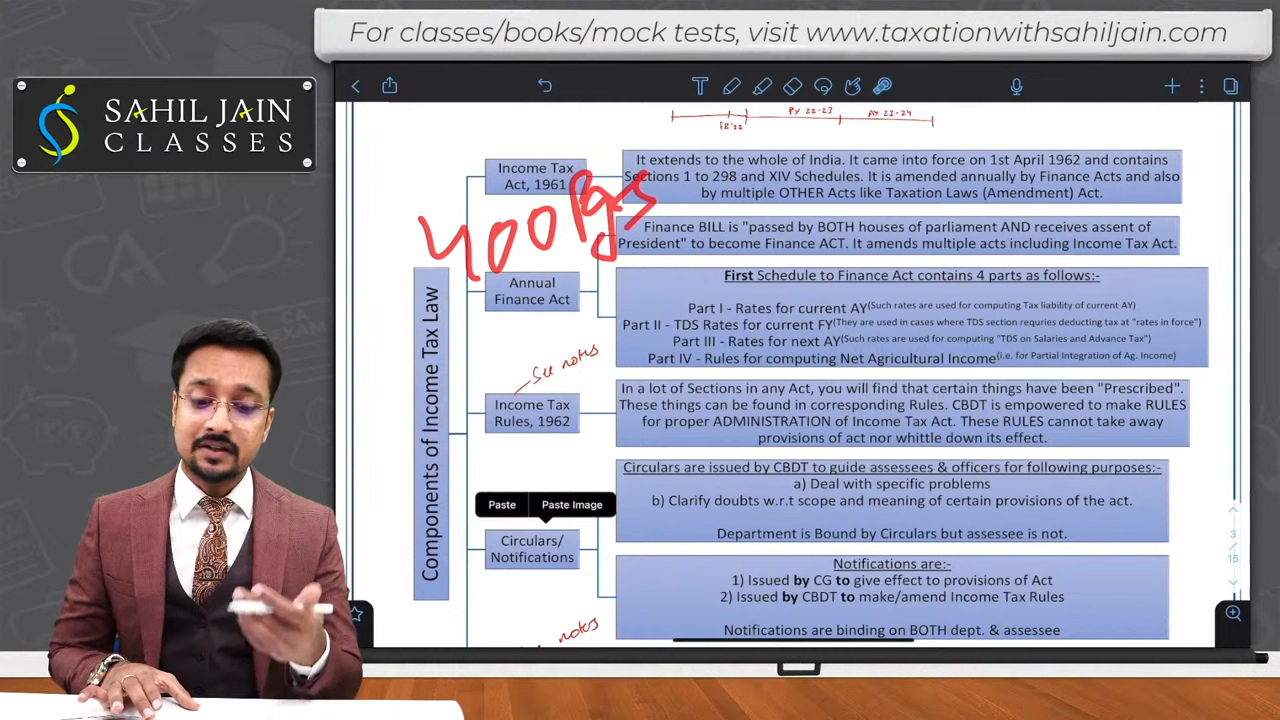 For classes/books/mock tests, visit www.taxationwithsahiljain.com
SAHIL JAIN
CLASSES
T
PY 22-23
AY 23-24
FB'22
Components of Income Tax Law
Income Tax
Act, 1961
It extends to the whole of India. It came into force on 1st April 1962 and contains
Sections 1 to 298 and XIV Schedules. It is amended annually by Finance Acts and also
by multiple OTHER Acts like Taxation Laws (Amendment) Act.
400 Pgs
Annual
Finance Act
Finance BILL is "passed by BOTH houses of parliament AND receives assent of
President" to become Finance ACT. It amends multiple acts including Income Tax Act.
First Schedule to Finance Act contains 4 parts as follows:-
Part I - Rates for current AY(Such rates are used for computing Tax liability of current AY)
Part II - TDS Rates for current FY(They are used in cases where TDS section requries deducting tax at "rates in force")
Part III - Rates for next AY(Such rates are used for computing "TDS on Salaries and Advance Tax")
Part IV - Rules for computing Net Agricultural Income(i.e. for Partial Integration of Ag. Income)
See notes
Income Tax
Rules, 1962
In a lot of Sections in any Act, you will find that certain things have been "Prescribed".
These things can be found in corresponding Rules. CBDT is empowered to make RULES
for proper ADMINISTRATION of Income Tax Act. These RULES cannot take away
provisions of act nor whittle down its effect.
Paste
Paste Image
Circulars/
Notifications
Circulars are issued by CBDT to guide assessees & officers for following purposes:-
a) Deal with specific problems
b) Clarify doubts w.r.t scope and meaning of certain provisions of the act.
Department is Bound by Circulars but assessee is not.
Notifications are:-
1) Issued by CG to give effect to provisions of Act
2) Issued by CBDT to make/amend Income Tax Rules
Notifications are binding on BOTH dept. & assessee
notes
3
/
15